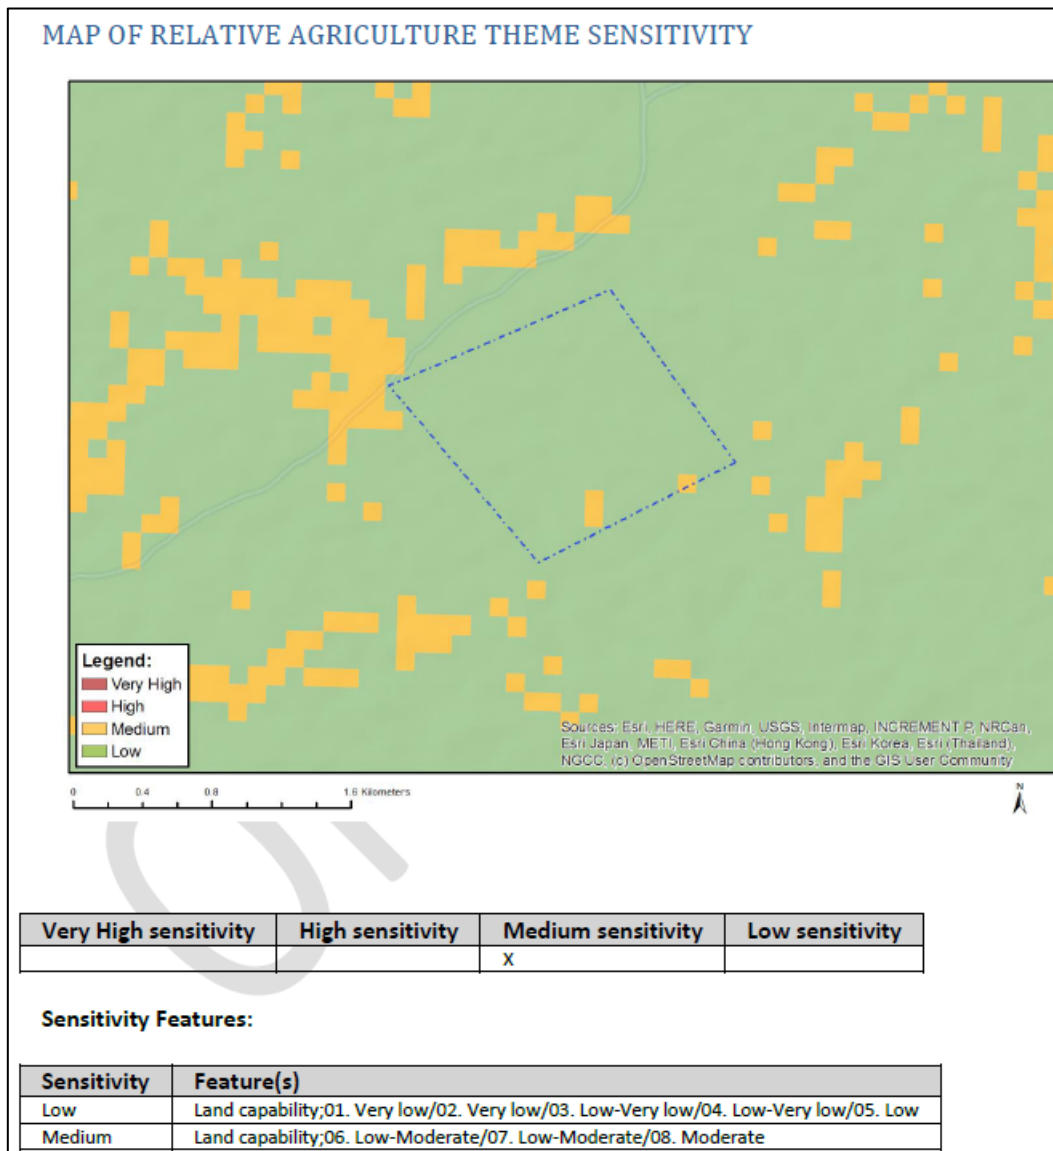 MAP OF RELATIVE AGRICULTURE THEME SENSITIVITY
Legend:
Very High
High
Medium
Low
Sources: Esri, HERE, Garmin, USGS, Intermap, INCREMENT P, NRCan,
Esri Japan, METI, Esri China (Hong Kong), Esri Korea, Esri (Thailand),
NGCC, (c) OpenStreetMap contributors, and the GIS User Community
0 0.4 0.8 1.6 Kilometers
N
Very High sensitivity High sensitivity Medium sensitivity Low sensitivity
X
Sensitivity Features:
Sensitivity Feature(s)
Low Land capability;01. Very low/02. Very low/03. Low-Very low/04. Low-Very low/05. Low
Medium Land capability;06. Low-Moderate/07. Low-Moderate/08. Moderate